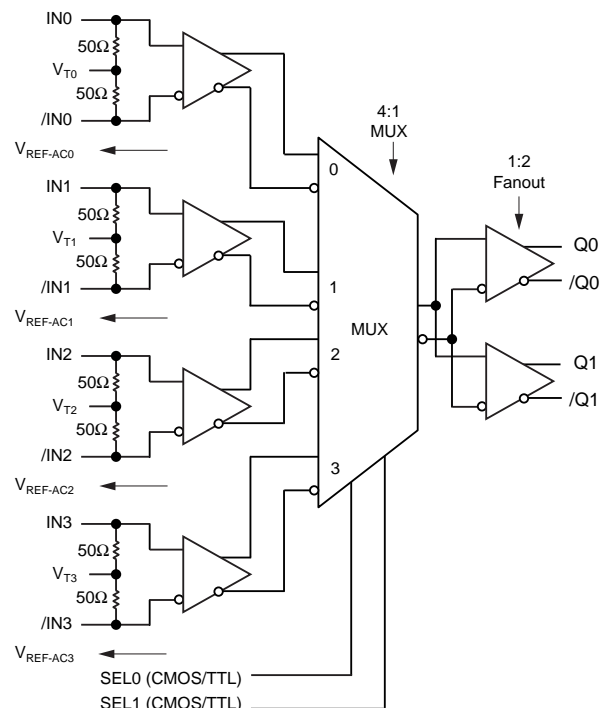 IN0
50Ω
VT0
50Ω
/IN0
VREF-AC0
IN1
50Ω
VT1
50Ω
/IN1
VREF-AC1
IN2
50Ω
VT2
50Ω
/IN2
VREF-AC2
IN3
50Ω
VT3
50Ω
/IN3
VREF-AC3
SEL0 (CMOS/TTL)
SEL1 (CMOS/TTL)
4:1
MUX
0
1
MUX
2
3
1:2
Fanout
Q0
/Q0
Q1
/Q1